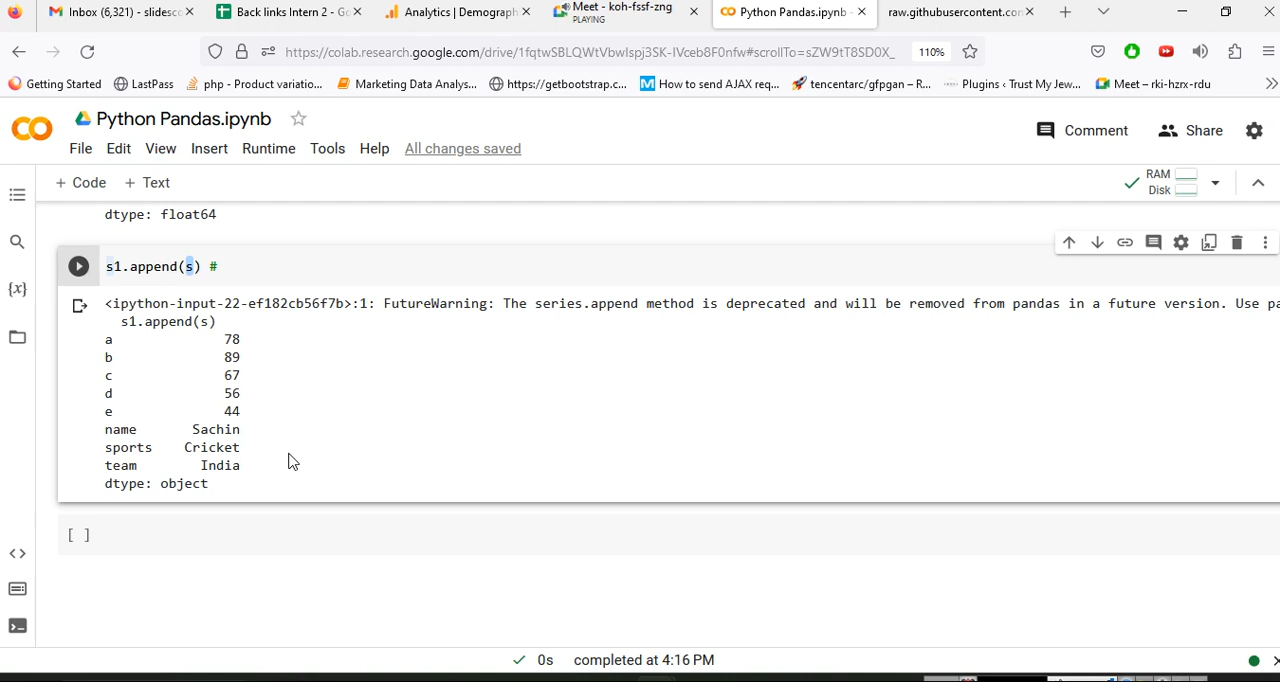 Inbox (6,321) - slidesco
Back links Intern 2 - Go
Analytics | Demograph
Meet - koh-fssf-zng
PLAYING
Python Pandas.ipynb -
raw.githubusercontent.con
https://colab.research.google.com/drive/1fqtwSBLQWtVbwIspj3SK-IVceb8F0nfw#scrollTo=sZW9tT8SD0X_
110%
Getting Started
LastPass
php - Product variatio...
Marketing Data Analys...
https://getbootstrap.c...
How to send AJAX req...
tencentarc/gfpgan – R...
Plugins ‹ Trust My Jew...
Meet – rki-hzrx-rdu
Python Pandas.ipynb
Comment
Share
File Edit View Insert Runtime Tools Help All changes saved
+ Code + Text
RAM
Disk
dtype: float64
s1.append(s) #
<ipython-input-22-ef182cb56f7b>:1: FutureWarning: The series.append method is deprecated and will be removed from pandas in a future version. Use pa
s1.append(s)
a 78
b 89
c 67
d 56
e 44
name Sachin
sports Cricket
team India
dtype: object
[ ]
0s completed at 4:16 PM